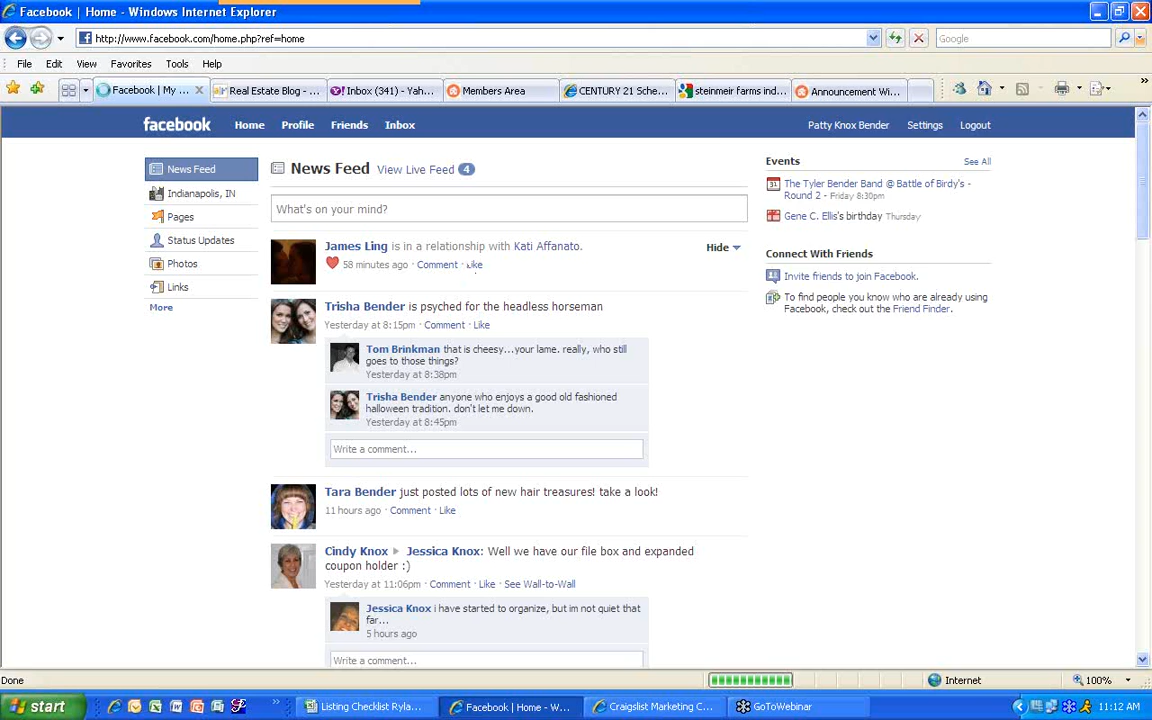 Facebook | Home - Windows Internet Explorer
http://www.facebook.com/home.php?ref=home
Google
File Edit View Favorites Tools Help
Facebook | My ... Real Estate Blog - ... Inbox (341) - Yah... Members Area CENTURY 21 Sche... steinmeir farms ind... Announcement Wi...
facebook Home Profile Friends Inbox Patty Knox Bender Settings Logout
News Feed
Indianapolis, IN
Pages
Status Updates
Photos
Links
More
News Feed View Live Feed 4
What's on your mind?
James Ling is in a relationship with Kati Affanato. Hide
58 minutes ago · Comment · Like
Trisha Bender is psyched for the headless horseman
Yesterday at 8:15pm · Comment · Like
Tom Brinkman that is cheesy...your lame. really, who still
goes to those things?
Yesterday at 8:38pm
Trisha Bender anyone who enjoys a good old fashioned
halloween tradition. don't let me down.
Yesterday at 8:45pm
Write a comment...
Tara Bender just posted lots of new hair treasures! take a look!
11 hours ago · Comment · Like
Cindy Knox Jessica Knox: Well we have our file box and expanded
coupon holder :)
Yesterday at 11:06pm · Comment · Like · See Wall-to-Wall
Jessica Knox i have started to organize, but im not quiet that
far...
5 hours ago
Write a comment...
Events See All
31 The Tyler Bender Band @ Battle of Birdy's -
Round 2 - Friday 8:30pm
Gene C. Ellis's birthday Thursday
Connect With Friends
Invite friends to join Facebook.
To find people you know who are already using
Facebook, check out the Friend Finder.
Done Internet 100%
start Listing Checklist Ryla... Facebook | Home - W... Craigslist Marketing C... GoToWebinar 11:12 AM